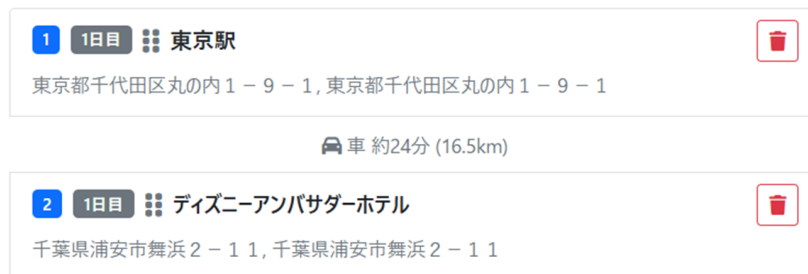 1 1日目 東京駅
東京都千代田区丸の内１－９－１, 東京都千代田区丸の内１－９－１
車 約24分 (16.5km)
2 1日目 ディズニーアンバサダーホテル
千葉県浦安市舞浜２－１１, 千葉県浦安市舞浜２－１１